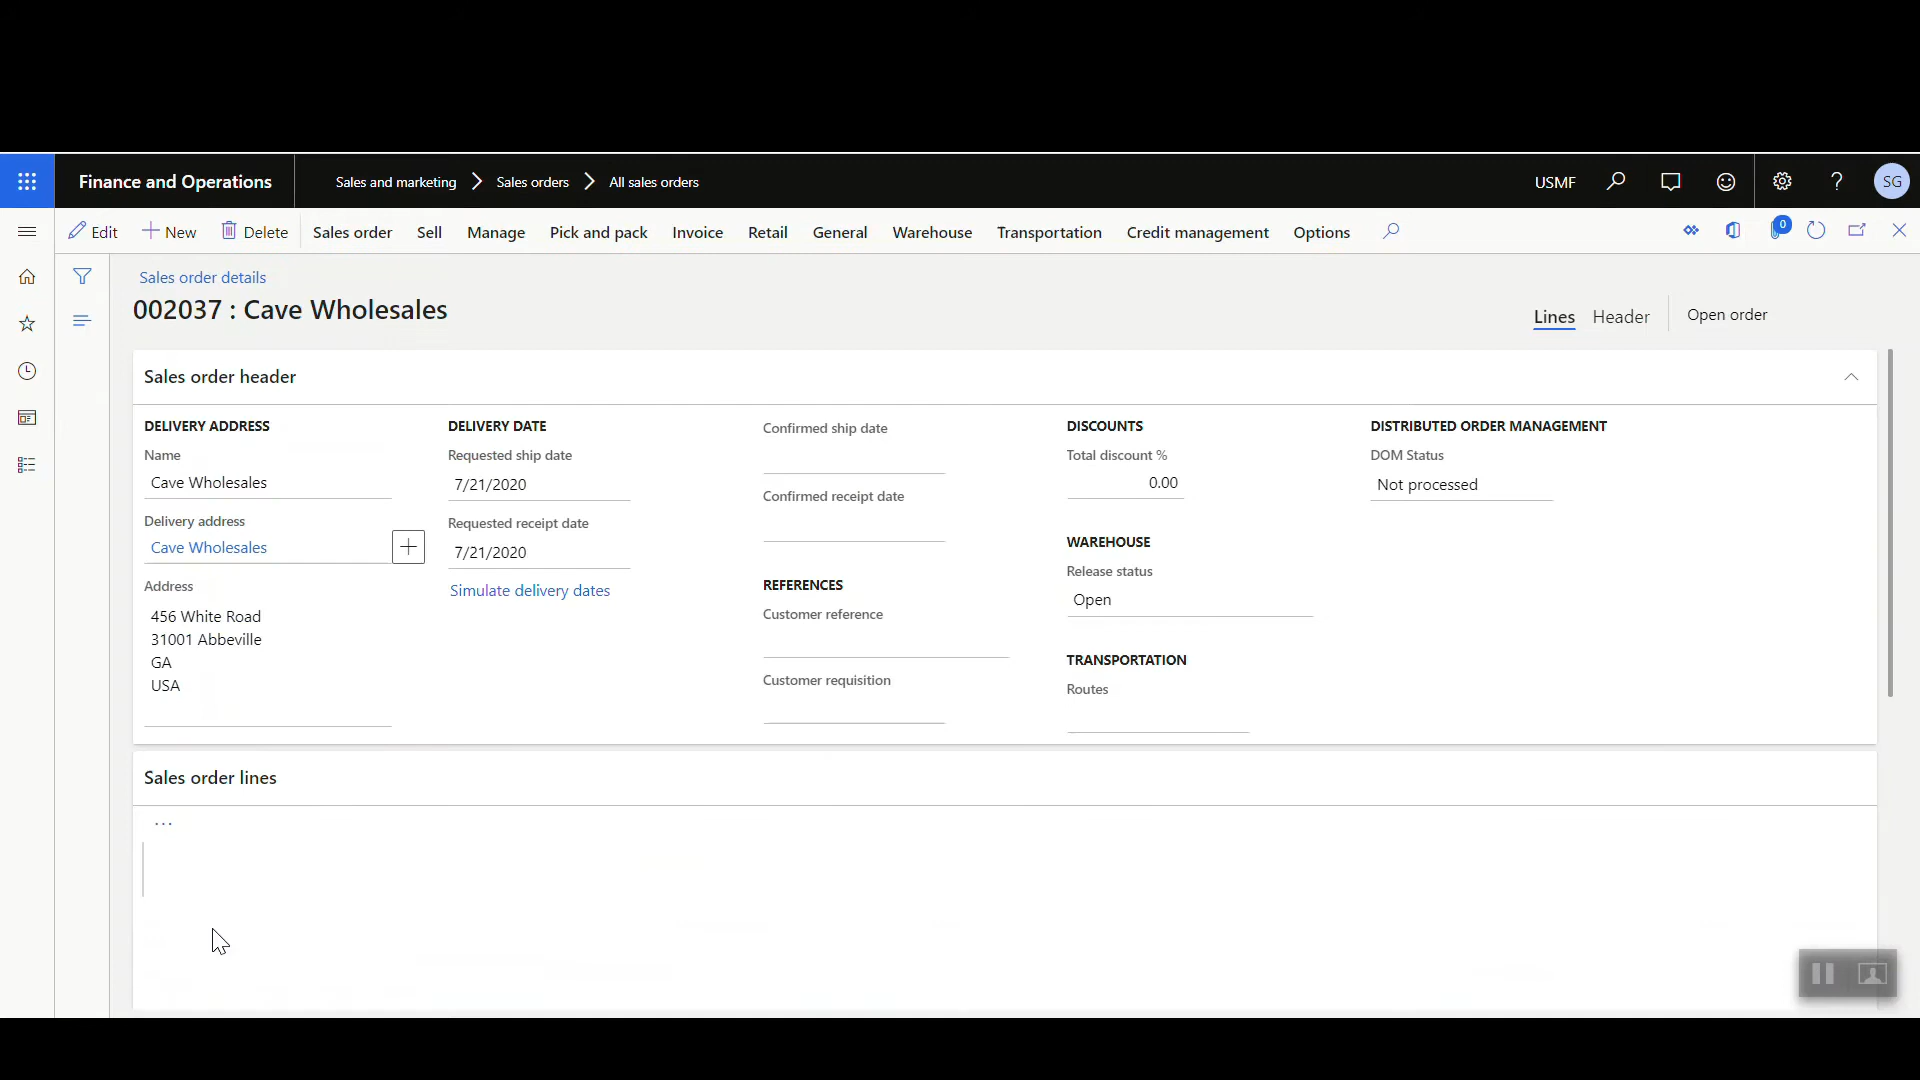 Finance and Operations
Sales and marketing
Sales orders
All sales orders
USMF
SG
Edit
New
Delete
Sales order
Sell
Manage
Pick and pack
Invoice
Retail
General
Warehouse
Transportation
Credit management
Options
0
Sales order details
002037 : Cave Wholesales
Lines
Header
Open order
Sales order header
DELIVERY ADDRESS
Name
Cave Wholesales
Delivery address
Cave Wholesales
Address
456 White Road
31001 Abbeville
GA
USA
DELIVERY DATE
Requested ship date
7/21/2020
Requested receipt date
7/21/2020
Simulate delivery dates
Confirmed ship date
Confirmed receipt date
REFERENCES
Customer reference
Customer requisition
DISCOUNTS
Total discount %
0.00
WAREHOUSE
Release status
Open
TRANSPORTATION
Routes
DISTRIBUTED ORDER MANAGEMENT
DOM Status
Not processed
Sales order lines
...